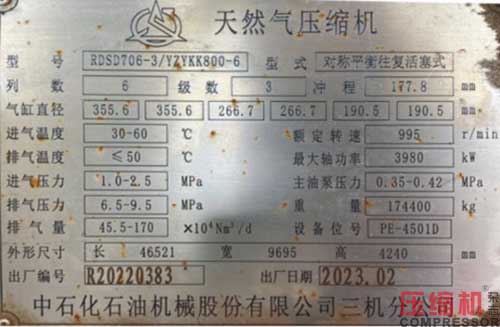 天然气压缩机
型号 RDSD706-3/YZYKK800-6 型式 对称平衡往复活塞式
列数 6 级数 3 冲程 177.8 mm
气缸直径 355.6 355.6 266.7 266.7 190.5 190.5 mm
进气温度 30-60 ℃ 额定转速 995 r/min
排气温度 ≤50 ℃ 最大轴功率 3980 kW
进气压力 1.0-2.5 MPa 主油泵压力 0.35-0.42 MPa
排气压力 6.5-9.5 MPa 重量 174400 kg
排气量 45.5-170 ×10⁴Nm³/d 设备位号 PE-4501D
外形尺寸 长 46521 宽 9695 高 4240 mm
出厂编号 R20220383 出厂日期 2023.02
中石化石油机械股份有限公司三机分公司
压缩机
COMPRESSOR